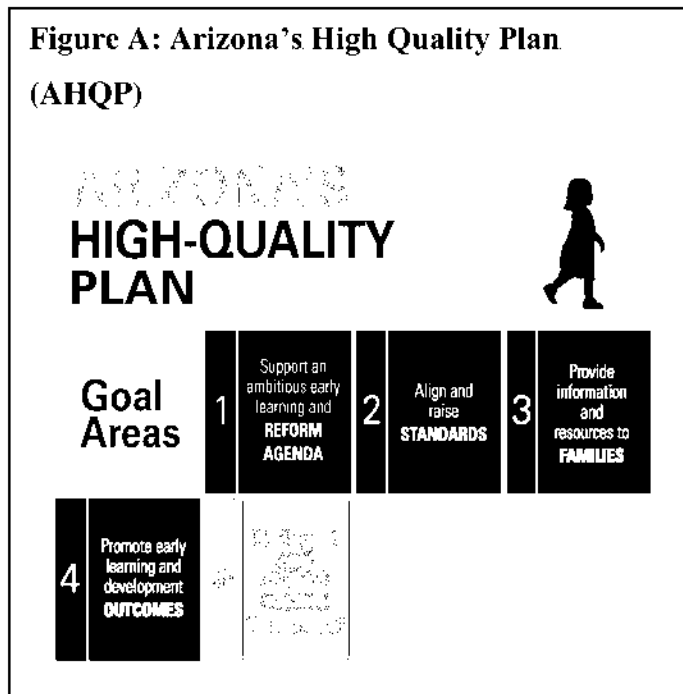 Figure A: Arizona's High Quality Plan
(AHQP)
ARIZONA'S
HIGH-QUALITY
PLAN
Goal
Areas
1
Support an
ambitious early
learning and
REFORM
AGENDA
2
Align and
raise
STANDARDS
3
Provide
information
and
resources to
FAMILIES
4
Promote early
learning and
development
OUTCOMES